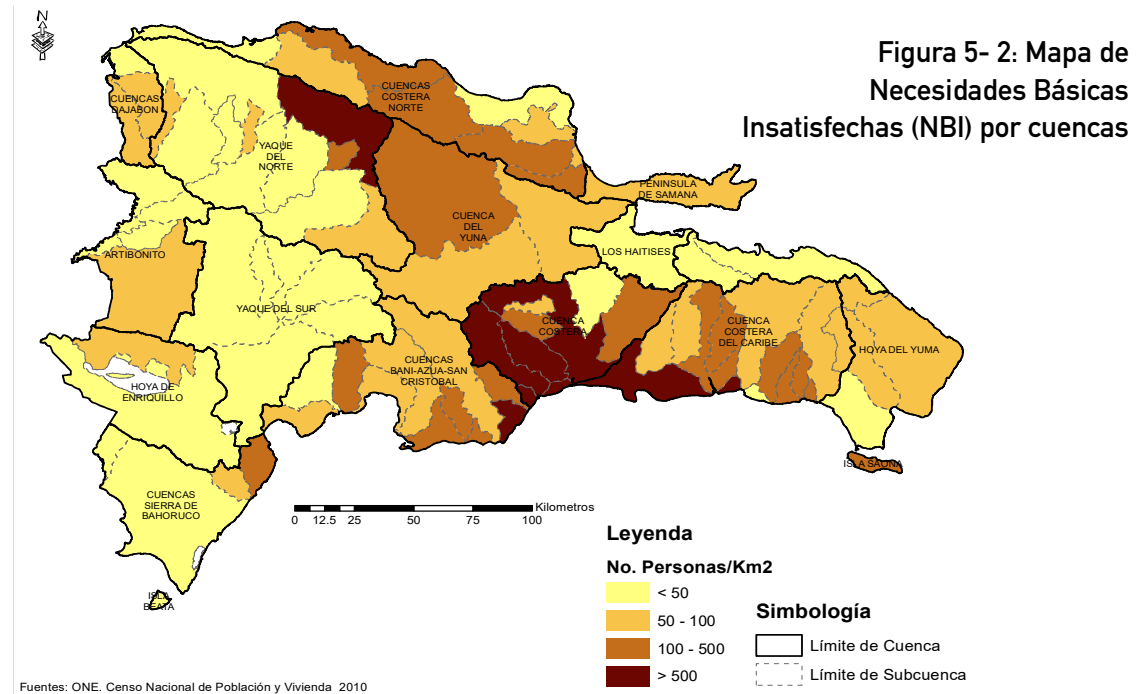 N
Figura 5- 2: Mapa de
Necesidades Básicas
Insatisfechas (NBI) por cuencas
CUENCAS
DAJABON
CUENCAS
COSTERA
NORTE
YAQUE
DEL
NORTE
PENINSULA
DE SAMANA
CUENCA
DEL
YUNA
LOS HAITISES
ARTIBONITO
YAQUE DEL SUR
CUENCA
COSTERA
CUENCA
COSTERA
DEL CARIBE
HOYA DEL YUMA
CUENCAS
BANI-AZUA-SAN
CRISTOBAL
HOYA DE
ENRIQUILLO
ISLA SAONA
CUENCAS
SIERRA DE
BAHORUCO
ISLA
BEATA
Kilometros
0 12.5 25 50 75 100
Leyenda
No. Personas/Km2
< 50
50 - 100
100 - 500
> 500
Simbología
Límite de Cuenca
Límite de Subcuenca
Fuentes: ONE. Censo Nacional de Población y Vivienda 2010